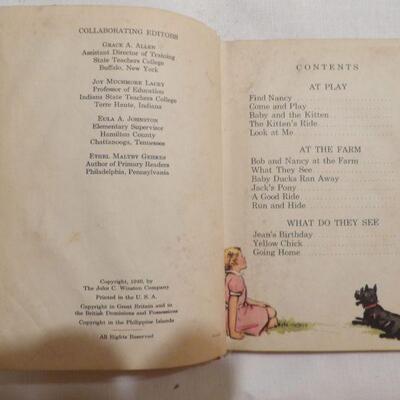 COLLABORATING EDITORS
GRACE A. ALLEN
Assistant Director of Training
State Teachers College
Buffalo, New York
JOY MUCHMORE LACEY
Professor of Education
Indiana State Teachers College
Terre Haute, Indiana
EULA A. JOHNSTON
Elementary Supervisor
Hamilton County
Chattanooga, Tennessee
ETHEL MALTBY GEHRES
Author of Primary Readers
Philadelphia, Pennsylvania
Copyright, 1940, by
The John C. Winston Company
Printed in the U. S. A.
Copyright in Great Britain and in
the British Dominions and Possessions
Copyright in the Philippine Islands
All Rights Reserved
CONTENTS
AT PLAY
Find Nancy
Come and Play
Baby and the Kitten
The Kitten's Ride
Look at Me
AT THE FARM
Bob and Nancy at the Farm
What They See
Baby Ducks Ran Away
Jack's Pony
A Good Ride
Run and Hide
WHAT DO THEY SEE
Jean's Birthday
Yellow Chick
Going Home